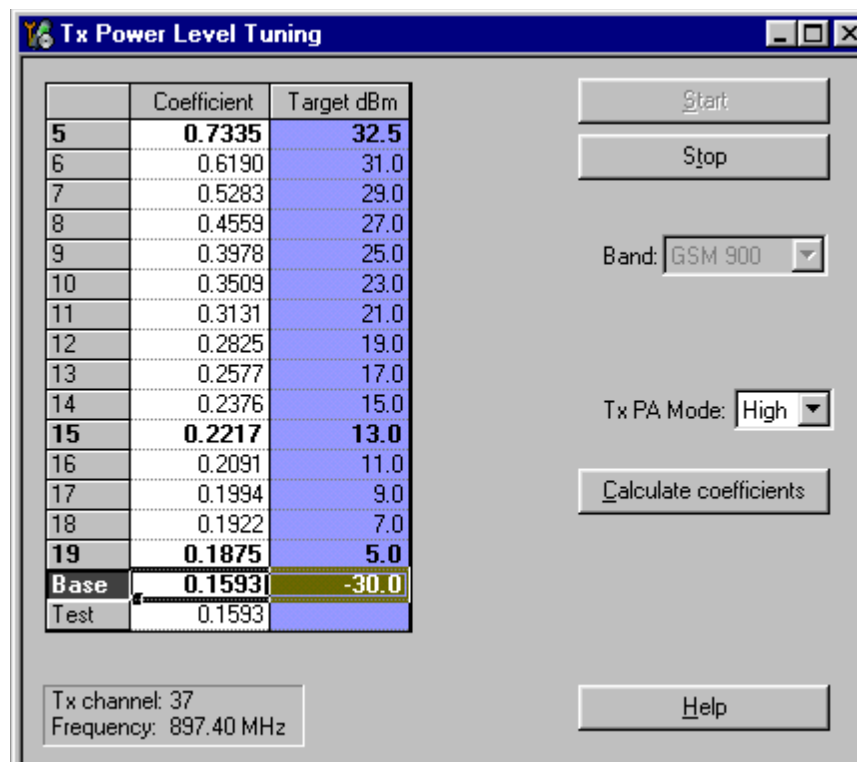 Tx Power Level Tuning
Coefficient Target dBm
5 0.7335 32.5
6 0.6190 31.0
7 0.5283 29.0
8 0.4559 27.0
9 0.3978 25.0
10 0.3509 23.0
11 0.3131 21.0
12 0.2825 19.0
13 0.2577 17.0
14 0.2376 15.0
15 0.2217 13.0
16 0.2091 11.0
17 0.1994 9.0
18 0.1922 7.0
19 0.1875 5.0
Base 0.1593 -30.0
Test 0.1593
Start
Stop
Band: GSM 900
Tx PA Mode: High
Calculate coefficients
Tx channel: 37
Frequency: 897.40 MHz
Help